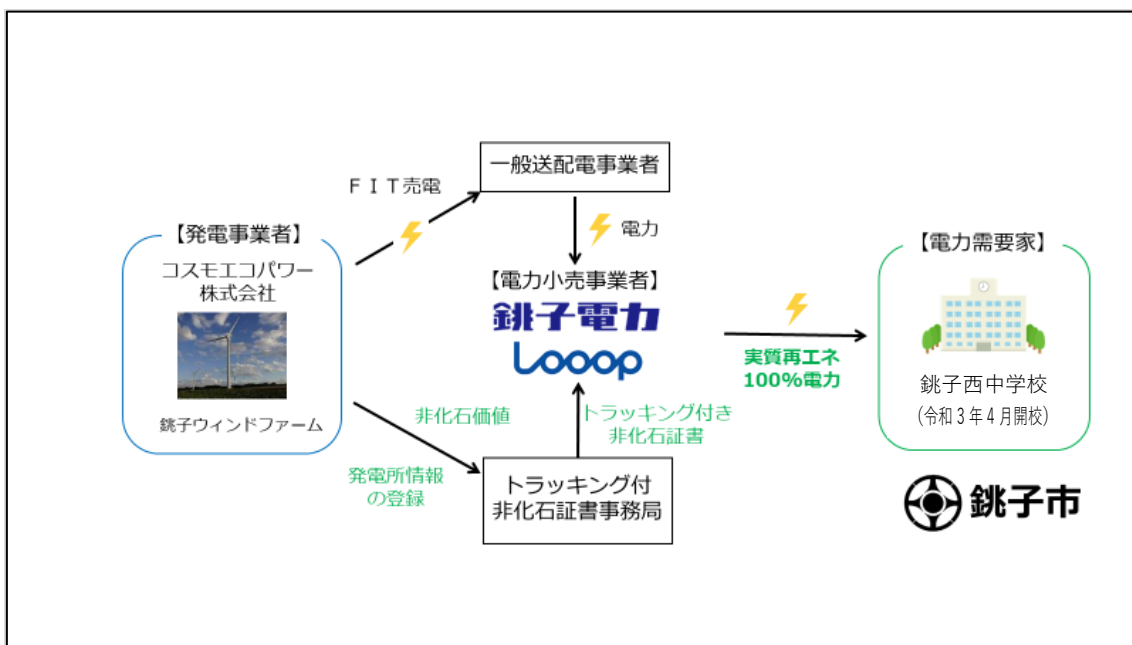 一般送配電事業者
ＦＩＴ売電
電力
【発電事業者】
コスモエコパワー
株式会社
銚子ウィンドファーム
【電力小売事業者】
銚子電力
Looop
実質再エネ
100%電力
【電力需要家】
銚子西中学校
(令和３年４月開校)
非化石価値
トラッキング付き
非化石証書
発電所情報
の登録
トラッキング付
非化石証書事務局
銚子市